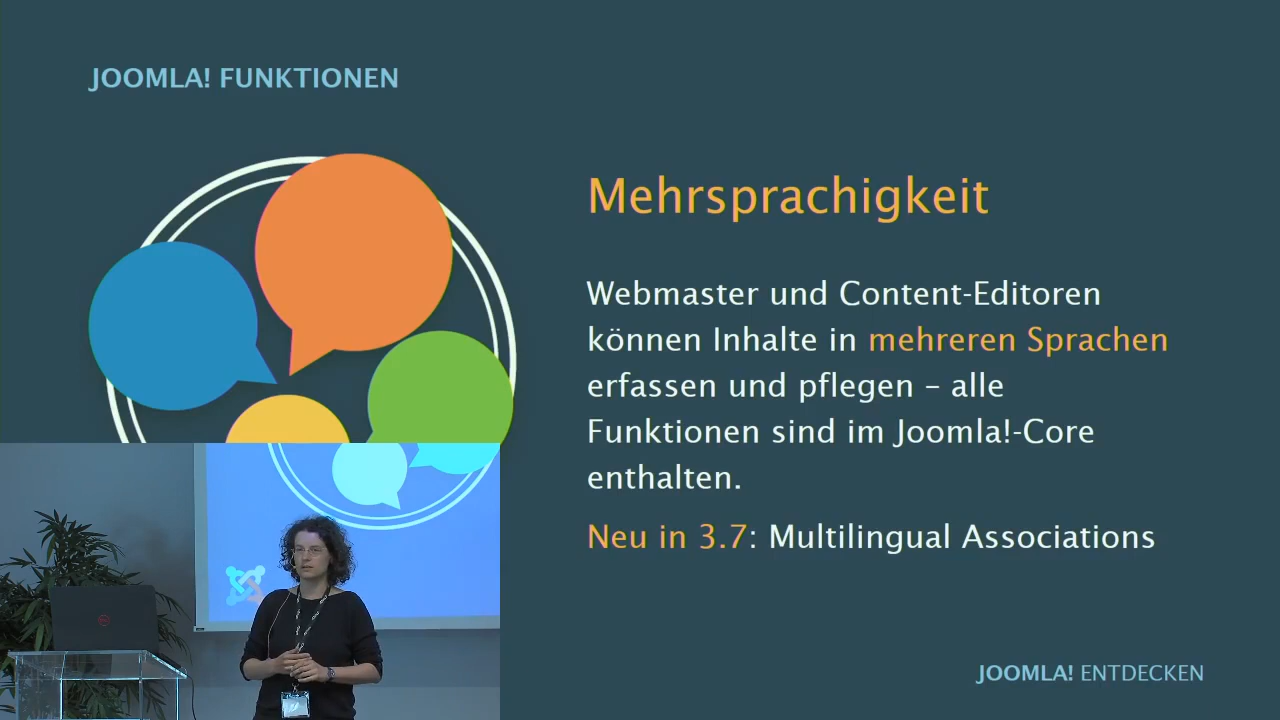 JOOMLA! FUNKTIONEN
Mehrsprachigkeit
Webmaster und Content-Editoren
können Inhalte in mehreren Sprachen
erfassen und pflegen – alle
Funktionen sind im Joomla!-Core
enthalten.
Neu in 3.7: Multilingual Associations
JOOMLA! ENTDECKEN